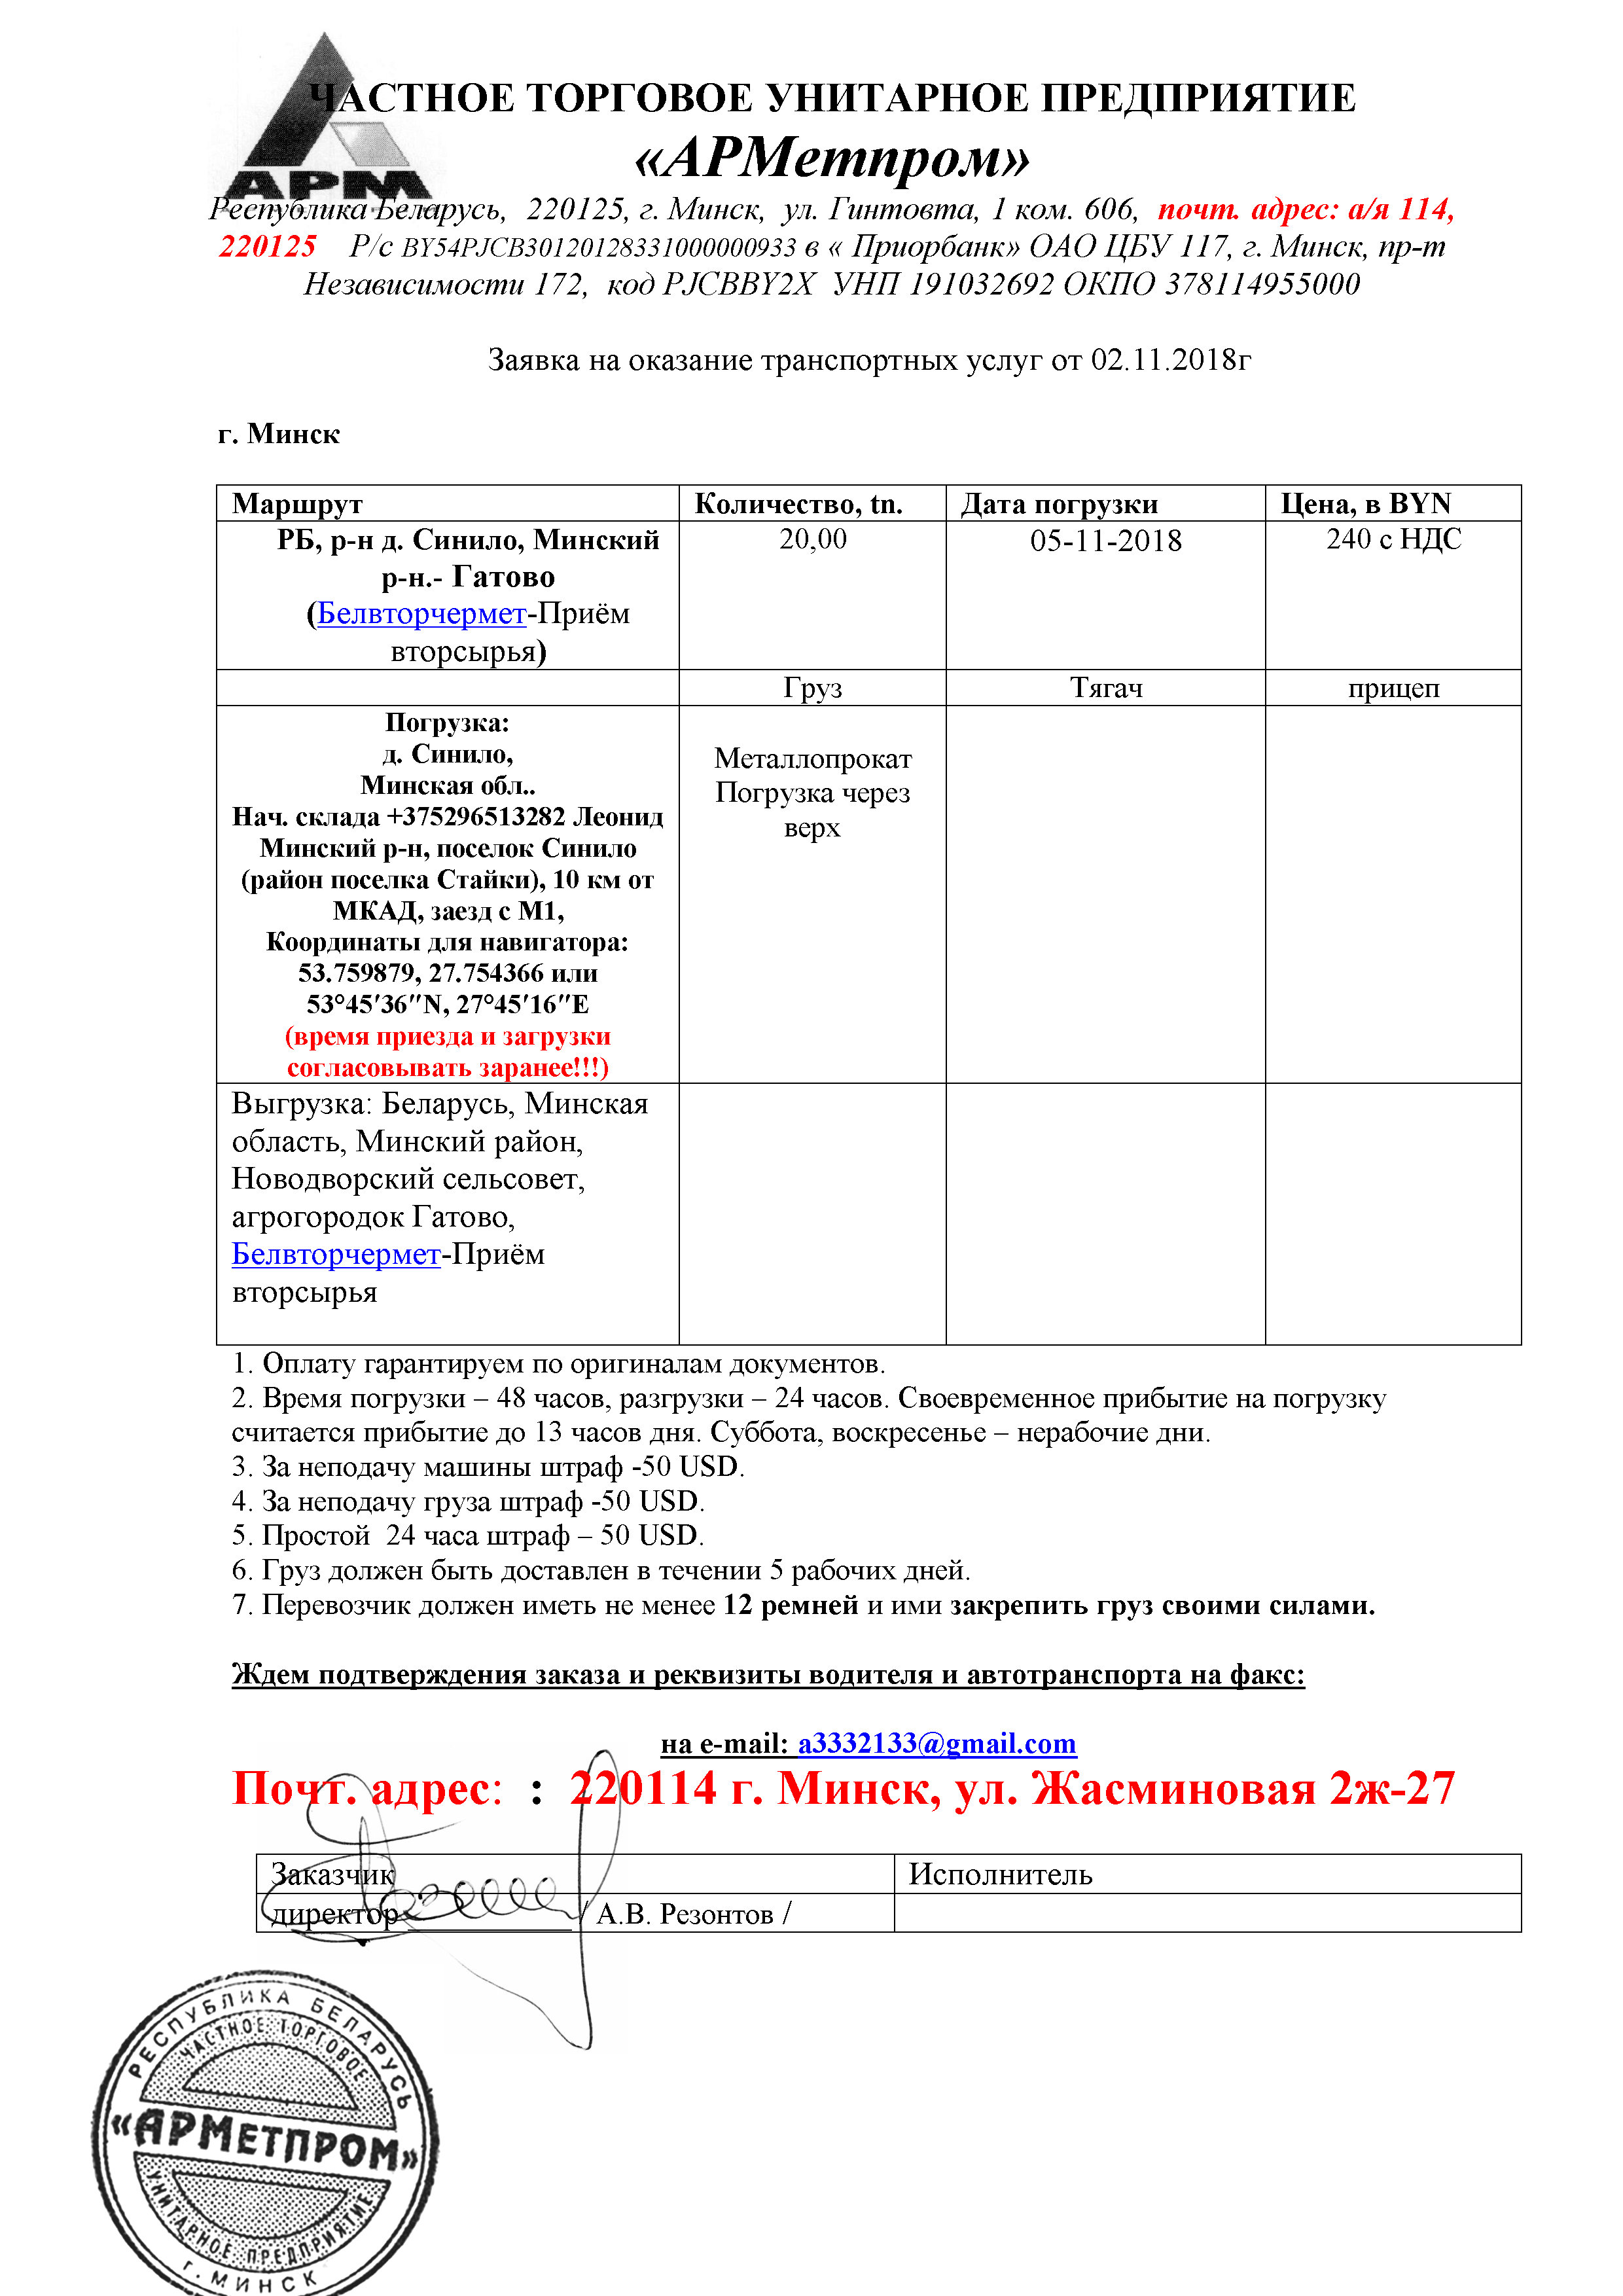 ЧАСТНОЕ ТОРГОВОЕ УНИТАРНОЕ ПРЕДПРИЯТИЕ
АРМ
«АРМетпром»
Республика Беларусь, 220125, г. Минск, ул. Гинтовта, 1 ком. 606, почт. адрес: а/я 114,
220125 Р/с BY54PJCB30120128331000000933 в « Приорбанк» ОАО ЦБУ 117, г. Минск, пр-т
Независимости 172, код PJCBBY2X УНП 191032692 ОКПО 378114955000
Заявка на оказание транспортных услуг от 02.11.2018г
г. Минск
Маршрут Количество, tn. Дата погрузки Цена, в BYN
РБ, р-н д. Синило, Минский 20,00 05-11-2018 240 с НДС
р-н.- Гатово
(Белвторчермет-Приём
вторсырья)
Груз Тягач прицеп
Погрузка:
д. Синило,
Минская обл..
Нач. склада +375296513282 Леонид
Минский р-н, поселок Синило
(район поселка Стайки), 10 км от
МКАД, заезд с М1,
Координаты для навигатора:
53.759879, 27.754366 или
53°45′36″N, 27°45′16″E
(время приезда и загрузки
согласовывать заранее!!!)
Металлопрокат
Погрузка через
верх
Выгрузка: Беларусь, Минская
область, Минский район,
Новодворский сельсовет,
агрогородок Гатово,
Белвторчермет-Приём
вторсырья
1. Оплату гарантируем по оригиналам документов.
2. Время погрузки – 48 часов, разгрузки – 24 часов. Своевременное прибытие на погрузку
считается прибытие до 13 часов дня. Суббота, воскресенье – нерабочие дни.
3. За неподачу машины штраф -50 USD.
4. За неподачу груза штраф -50 USD.
5. Простой 24 часа штраф – 50 USD.
6. Груз должен быть доставлен в течении 5 рабочих дней.
7. Перевозчик должен иметь не менее 12 ремней и ими закрепить груз своими силами.
Ждем подтверждения заказа и реквизиты водителя и автотранспорта на факс:
на e-mail: a3332133@gmail.com
Почт. адрес: : 220114 г. Минск, ул. Жасминовая 2ж-27
Заказчик Исполнитель
директор ___________ / А.В. Резонтов /
РЕСПУБЛИКА БЕЛАРУСЬ
ЧАСТНОЕ ТОРГОВОЕ
«АРМЕТПРОМ»
УНИТАРНОЕ ПРЕДПРИЯТИЕ
г. МИНСК